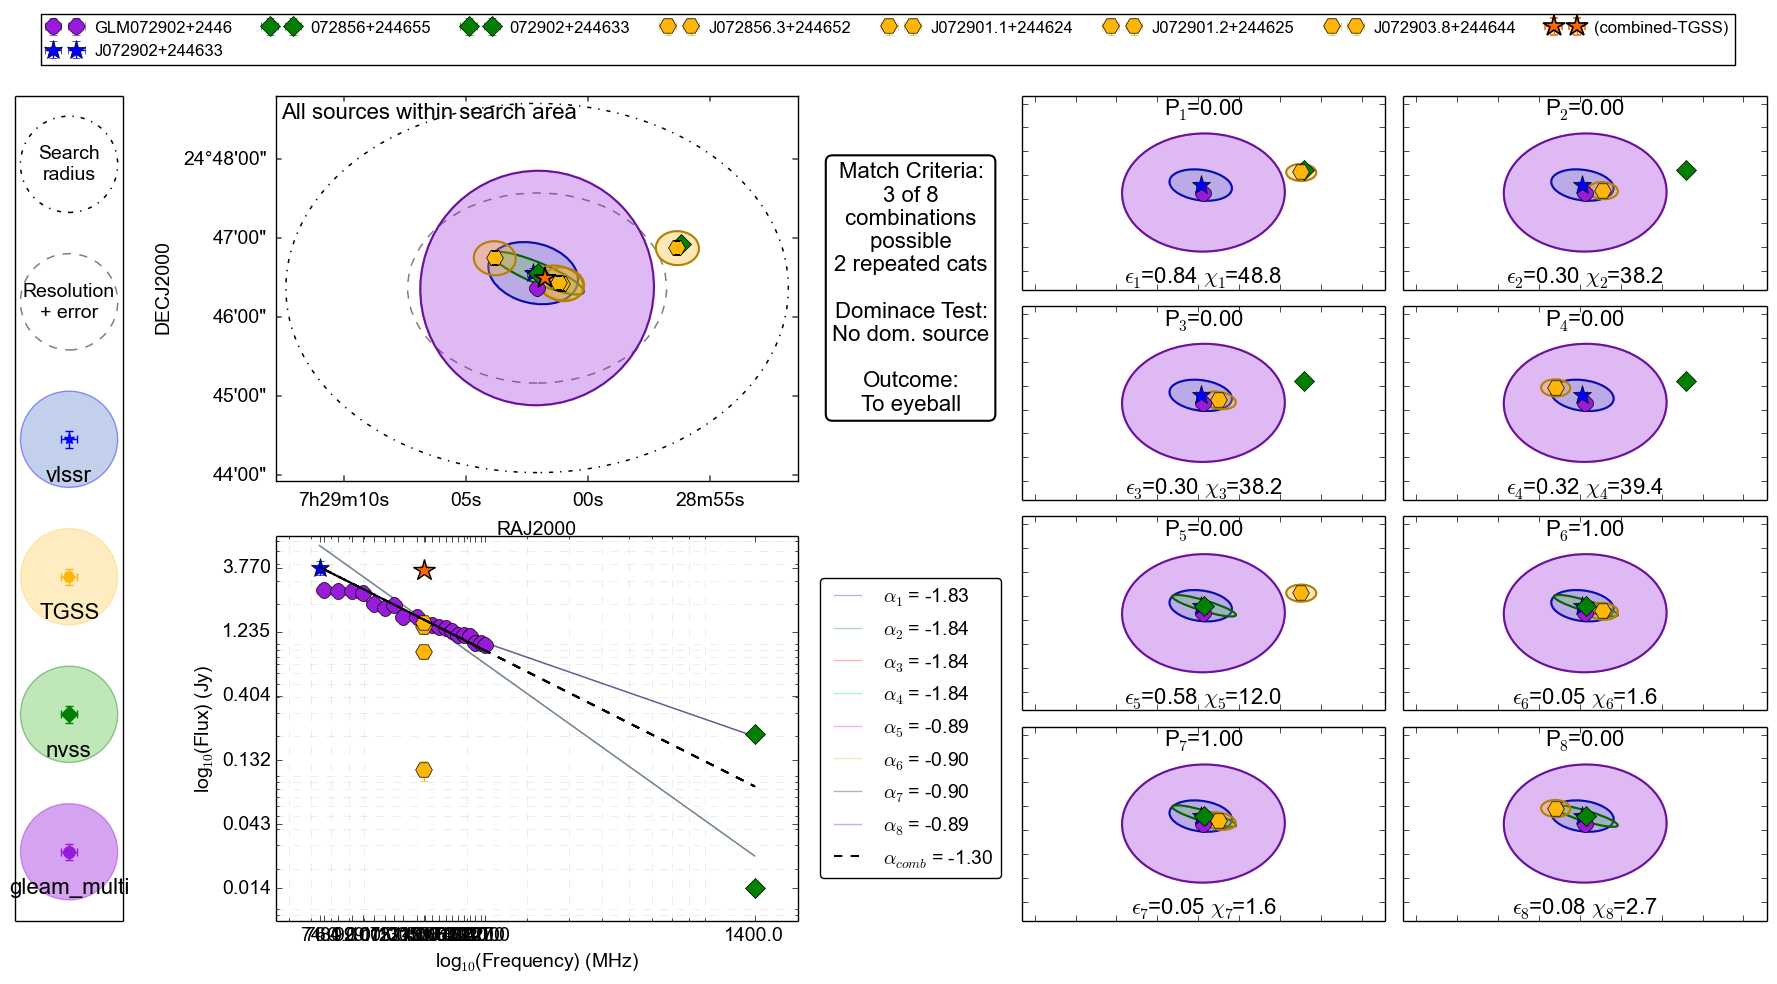 GLM072902+2446
072856+244655
072902+244633
J072856.3+244652
J072901.1+244624
J072901.2+244625
J072903.8+244644
(combined-TGSS)
J072902+244633
Search
radius
Resolution
+ error
vlssr
TGSS
nvss
gleam_multi
All sources within search area
24°48'00"
47'00"
46'00"
45'00"
44'00"
DECJ2000
7h29m10s
05s
00s
28m55s
RAJ2000
Match Criteria:
3 of 8
combinations
possible
2 repeated cats
Dominace Test:
No dom. source
Outcome:
To eyeball
3.770
1.235
0.404
0.132
0.043
0.014
log10(Flux) (Jy)
1400.0
log10(Frequency) (MHz)
α1 = -1.83
α2 = -1.84
α3 = -1.84
α4 = -1.84
α5 = -0.89
α6 = -0.90
α7 = -0.90
α8 = -0.89
αcomb = -1.30
P1=0.00
ϵ1=0.84 χ1=48.8
P2=0.00
ϵ2=0.30 χ2=38.2
P3=0.00
ϵ3=0.30 χ3=38.2
P4=0.00
ϵ4=0.32 χ4=39.4
P5=0.00
ϵ5=0.58 χ5=12.0
P6=1.00
ϵ6=0.05 χ6=1.6
P7=1.00
ϵ7=0.05 χ7=1.6
P8=0.00
ϵ8=0.08 χ8=2.7